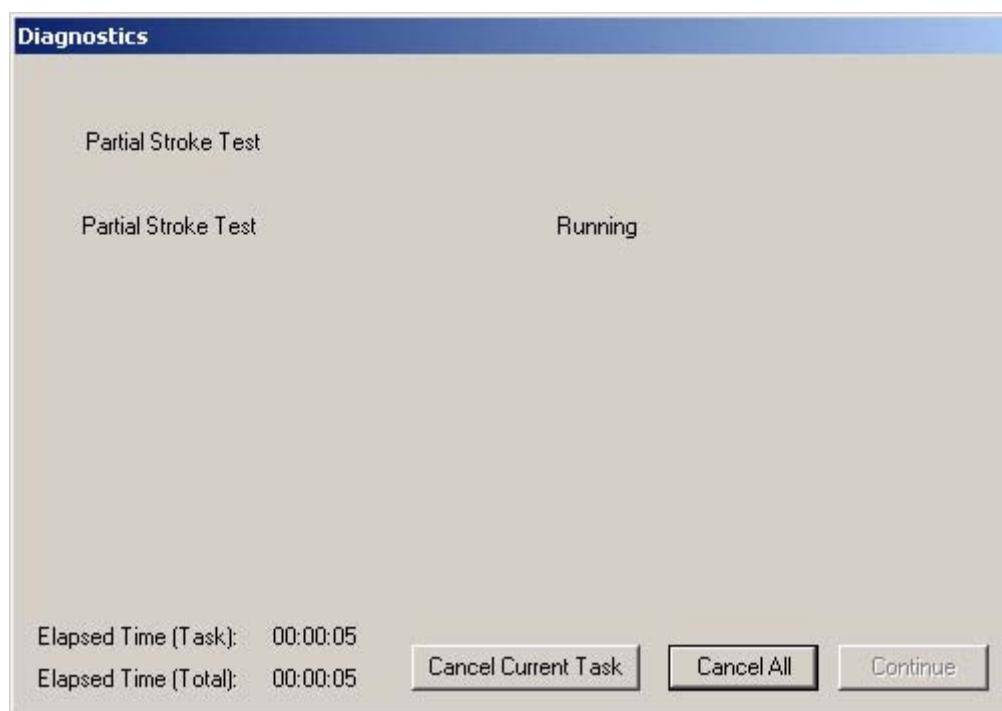 Diagnostics
Partial Stroke Test
Partial Stroke Test Running
Elapsed Time (Task): 00:00:05
Elapsed Time (Total): 00:00:05
Cancel Current Task Cancel All Continue